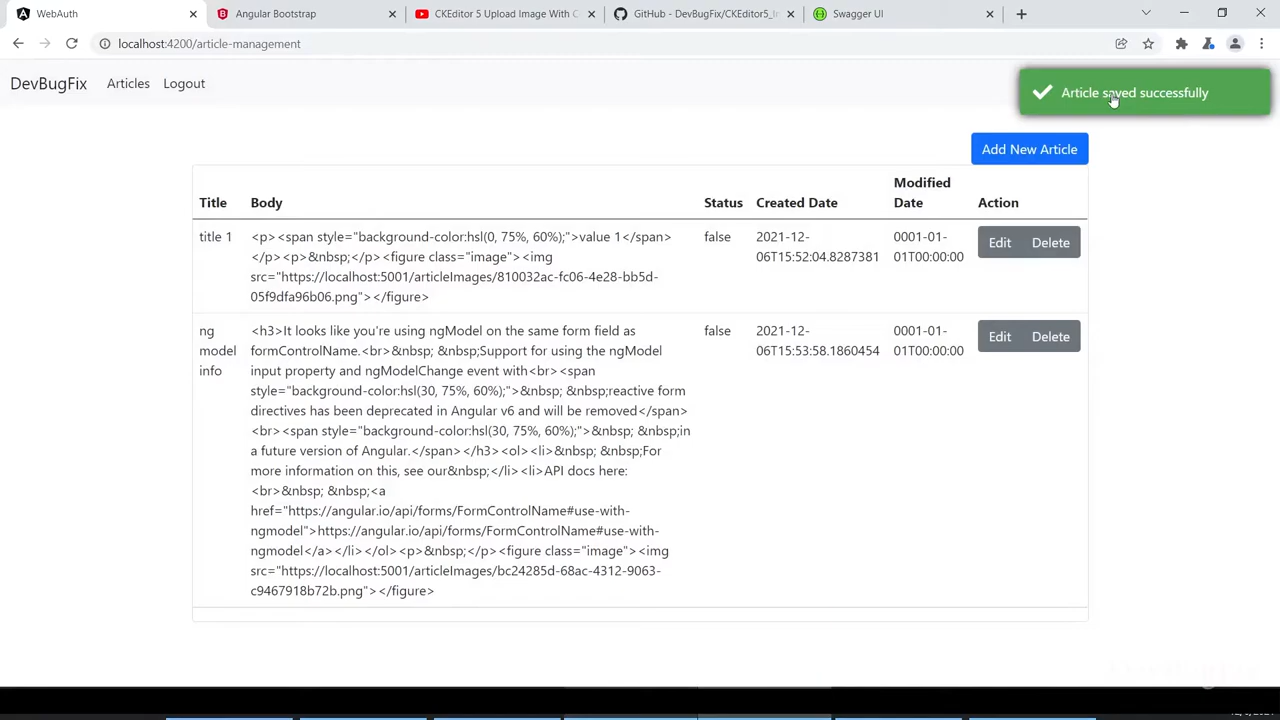 WebAuth
Angular Bootstrap
CKEditor 5 Upload Image With C
GitHub - DevBugFix/CKEditor5_In
Swagger UI
localhost:4200/article-management
DevBugFix
Articles
Logout
Article saved successfully
Add New Article
Title
Body
Status
Created Date
Modified
Date
Action
title 1
<p><span style="background-color:hsl(0, 75%, 60%);">value 1</span>
</p><p>&nbsp;</p><figure class="image"><img
src="https://localhost:5001/articleImages/810032ac-fc06-4e28-bb5d-
05f9dfa96b06.png"></figure>
false
2021-12-
06T15:52:04.8287381
0001-01-
01T00:00:00
Edit
Delete
ng
model
info
<h3>It looks like you're using ngModel on the same form field as
formControlName.<br>&nbsp; &nbsp;Support for using the ngModel
input property and ngModelChange event with<br><span
style="background-color:hsl(30, 75%, 60%);">&nbsp; &nbsp;reactive form
directives has been deprecated in Angular v6 and will be removed</span>
<br><span style="background-color:hsl(30, 75%, 60%);">&nbsp; &nbsp;in
a future version of Angular.</span></h3><ol><li>&nbsp; &nbsp;For
more information on this, see our&nbsp;</li><li>API docs here:
<br>&nbsp; &nbsp;<a
href="https://angular.io/api/forms/FormControlName#use-with-
ngmodel">https://angular.io/api/forms/FormControlName#use-with-
ngmodel</a></li></ol><p>&nbsp;</p><figure class="image"><img
src="https://localhost:5001/articleImages/bc24285d-68ac-4312-9063-
c9467918b72b.png"></figure>
false
2021-12-
06T15:53:58.1860454
0001-01-
01T00:00:00
Edit
Delete